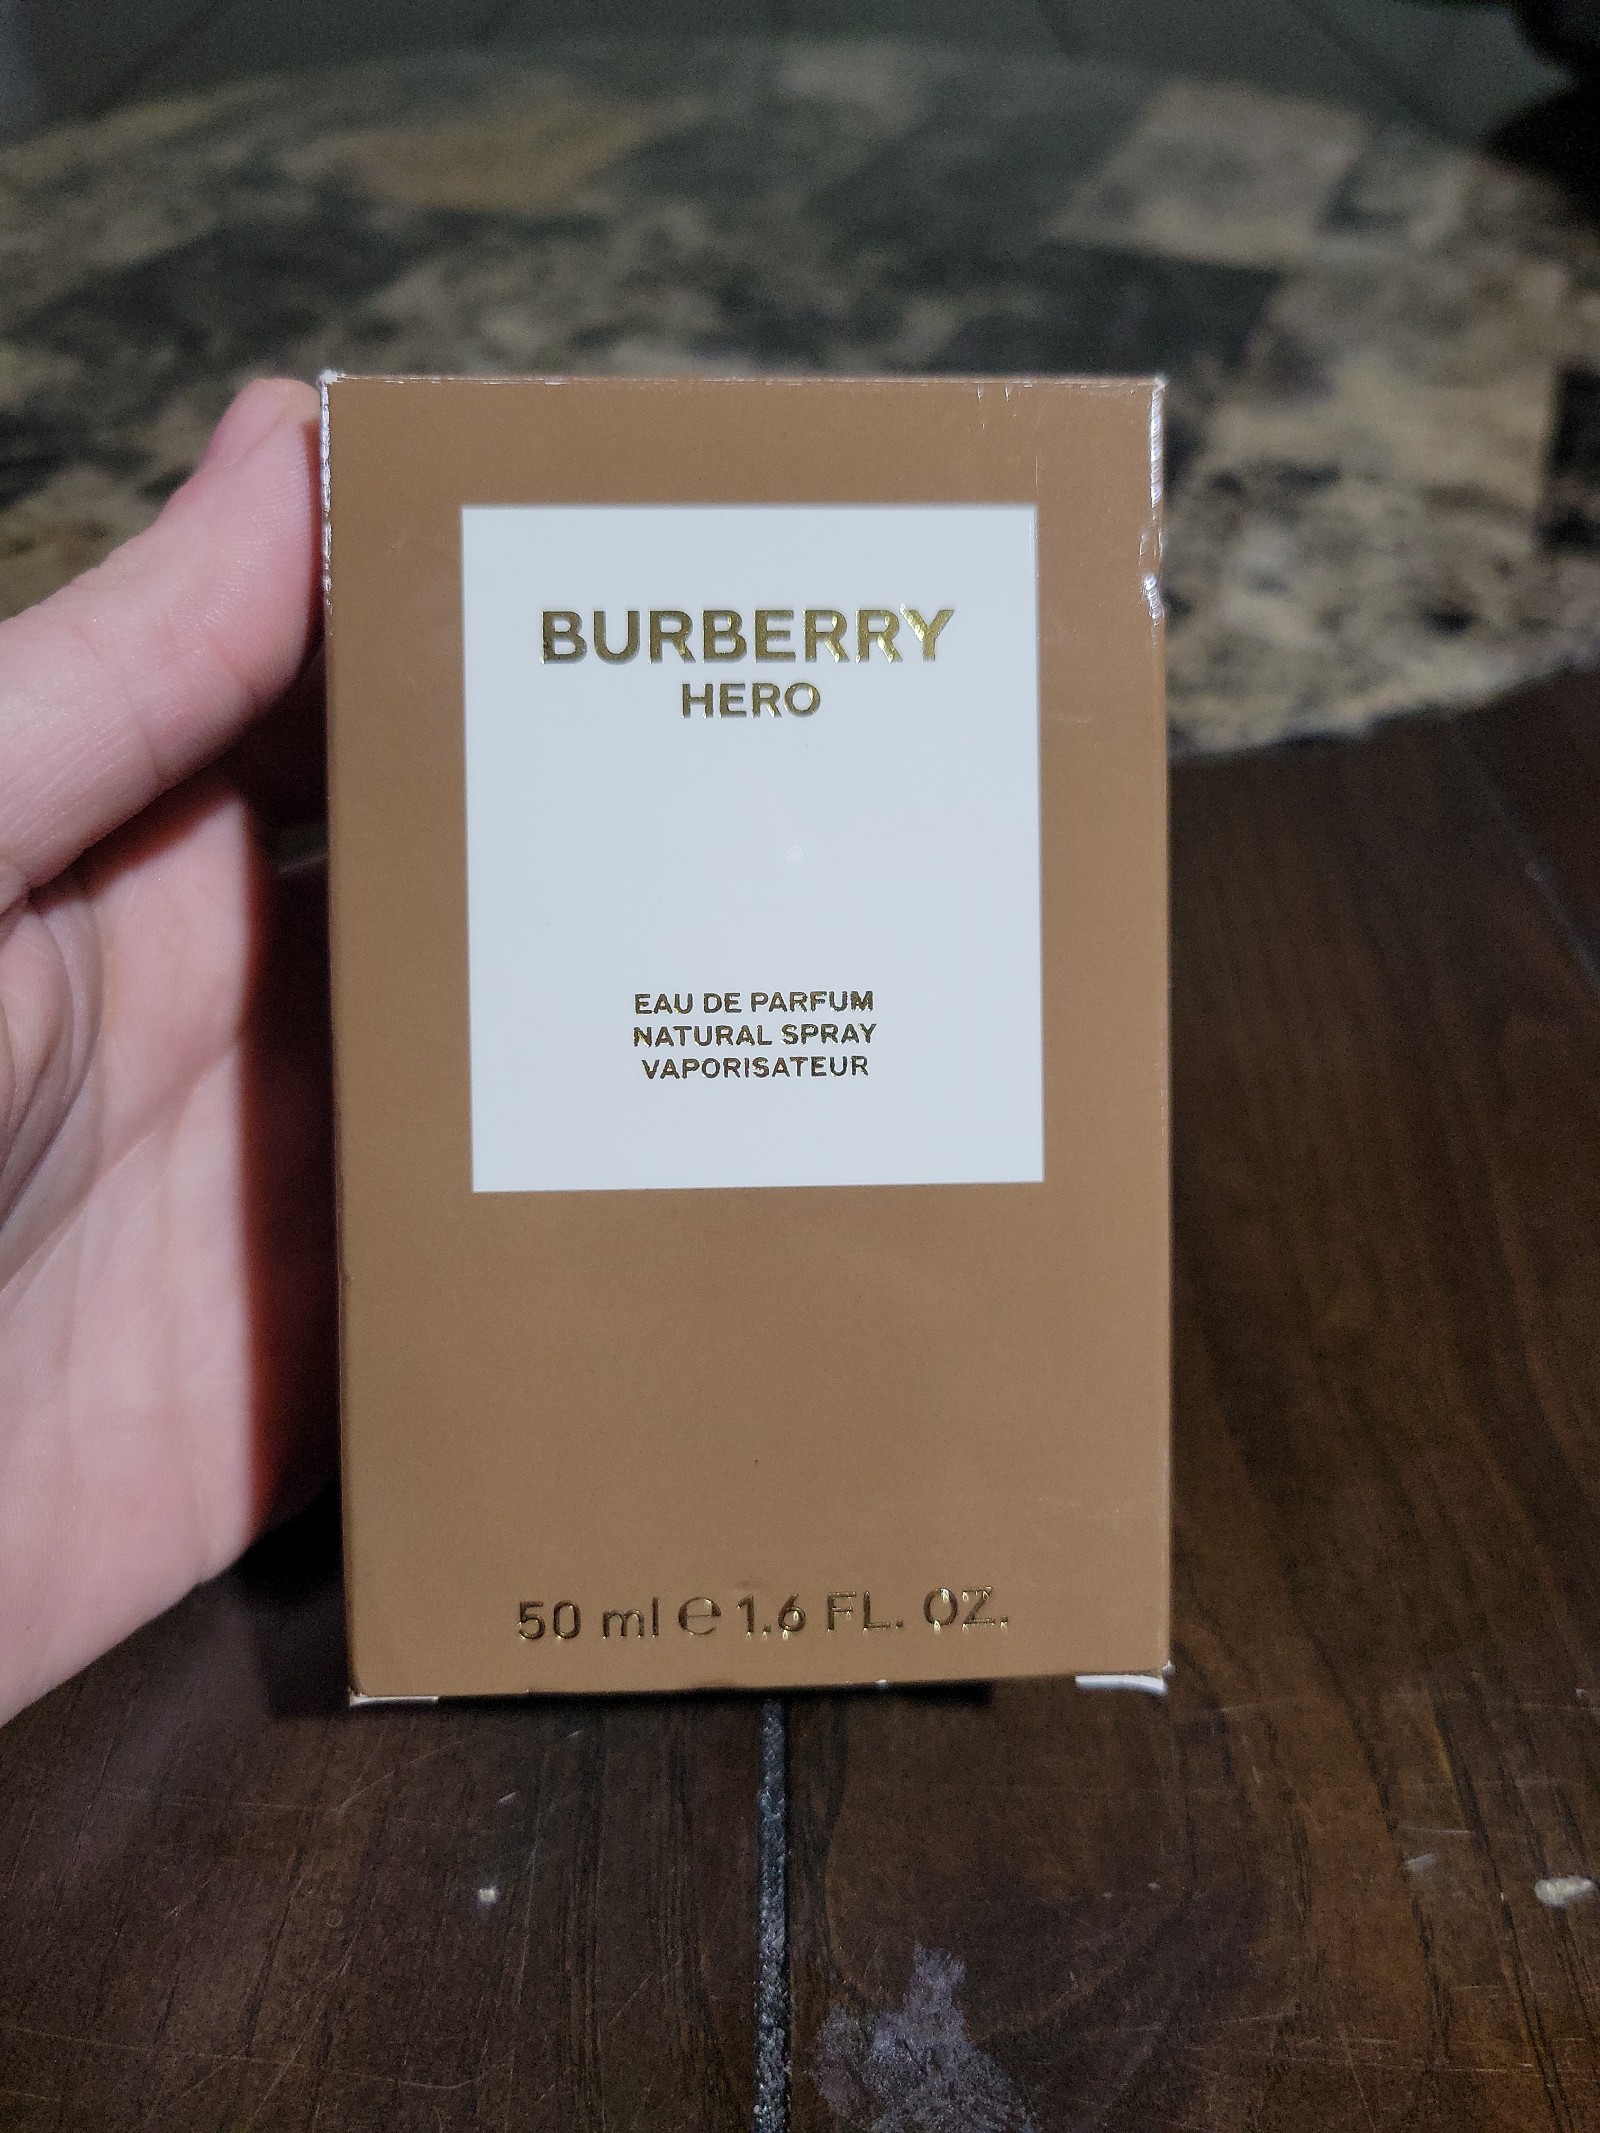 BURBERRY
HERO
EAU DE PARFUM
NATURAL SPRAY
VAPORISATEUR
50 ml ℮ 1.6 FL. OZ.